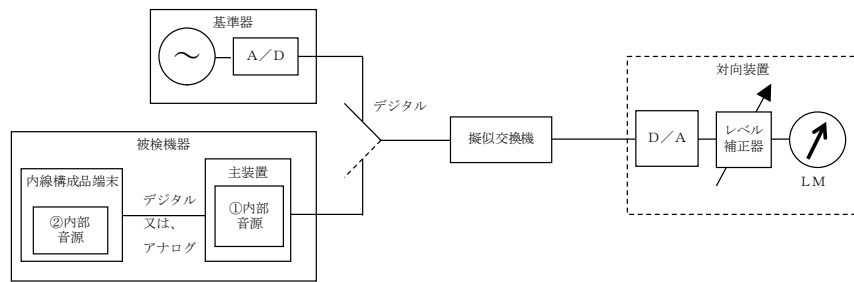 基準器
～
A／D
デジタル
擬似交換機
対向装置
D／A
レベル
補正器
LM
被検機器
内線構成品端末
②内部
音源
デジタル
又は、
アナログ
主装置
①内部
音源